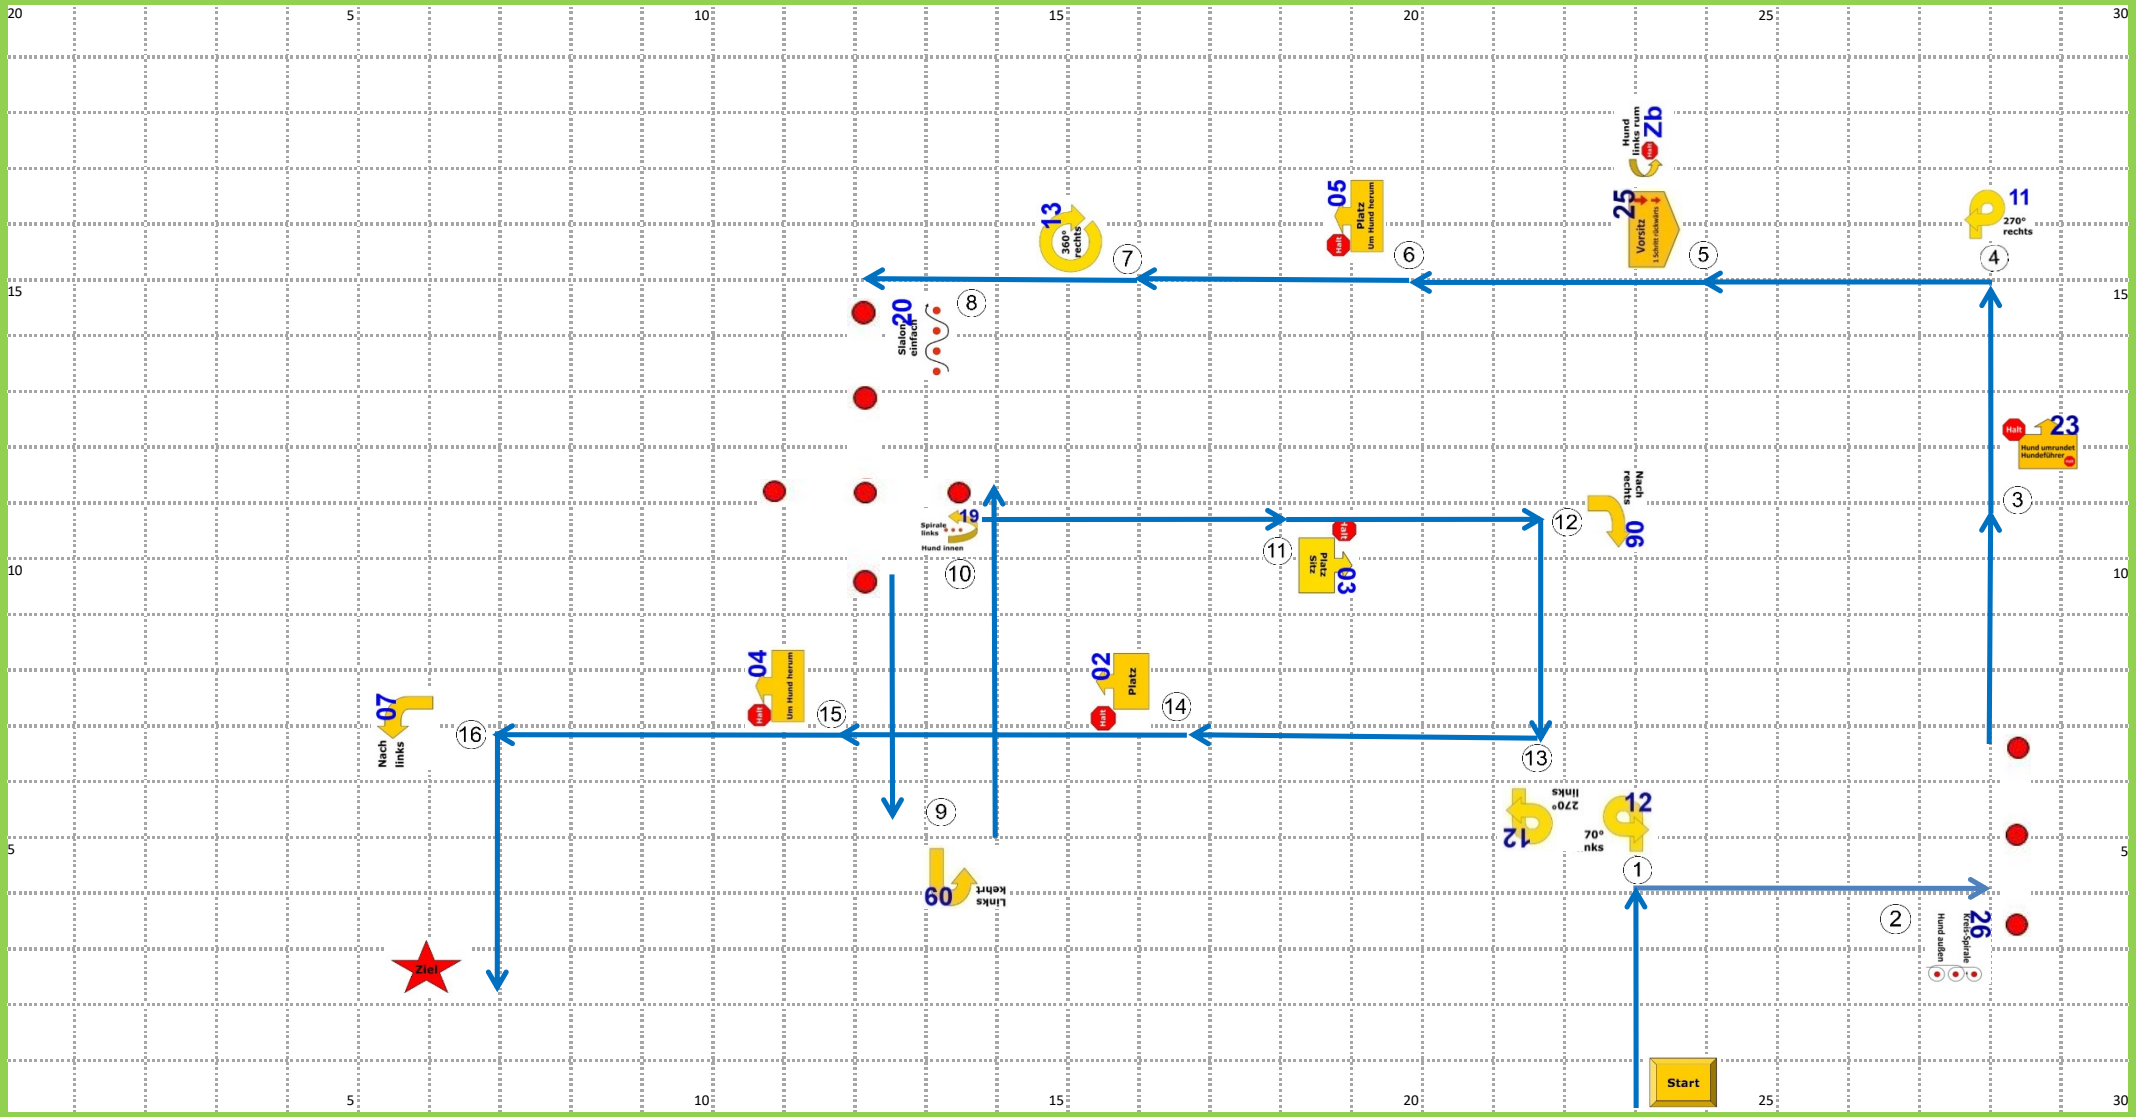 20
5
10
15
20
25
30
Hund
links rum
Halt
Zb
25
Vorsitz
1 Schritt rückwärts
5
05
Platz
Um Hund herum
Halt
6
13
360°
rechts
7
11
270°
rechts
4
15
15
20
Slalom
einfach
8
23
Halt
Hund umrundet
Hundeführer
3
19
Spirale
links
Hund innen
10
Halt
Platz
Sitz
03
11
12
Nach
rechts
06
10
10
04
Um Hund herum
Halt
15
02
Platz
Halt
14
07
Nach
links
16
13
270°
links
12
12
70°
nks
1
9
5
5
09
Links
kehrt
2
26
Kreis-Spirale
Hund außen
Ziel
Start
5
10
15
20
25
30